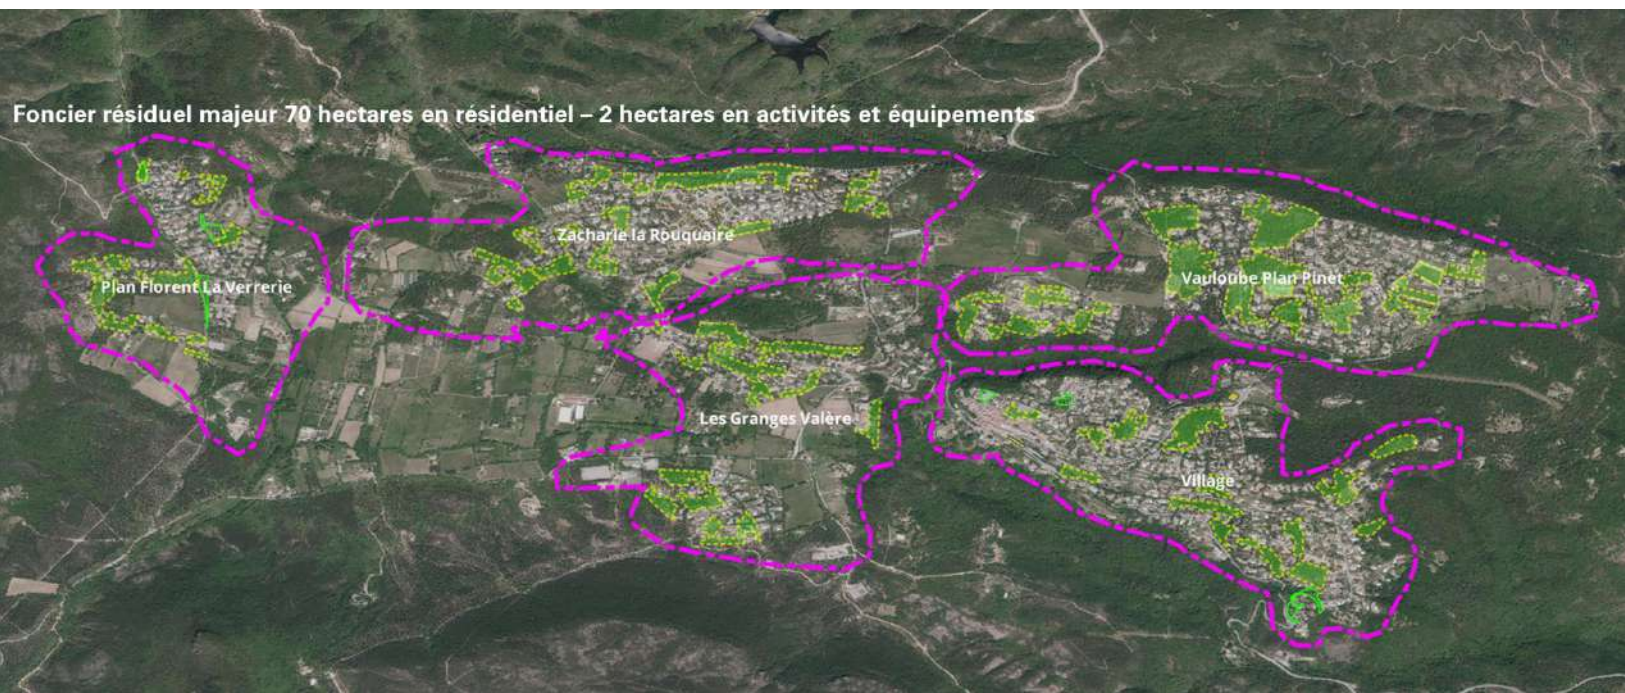 Foncier résiduel majeur 70 hectares en résidentiel – 2 hectares en activités et équipements
Zacharie la Rouquaire
Plan Florent La Verrerie
Vauloube Plan Pinet
Les Granges Valère
Village